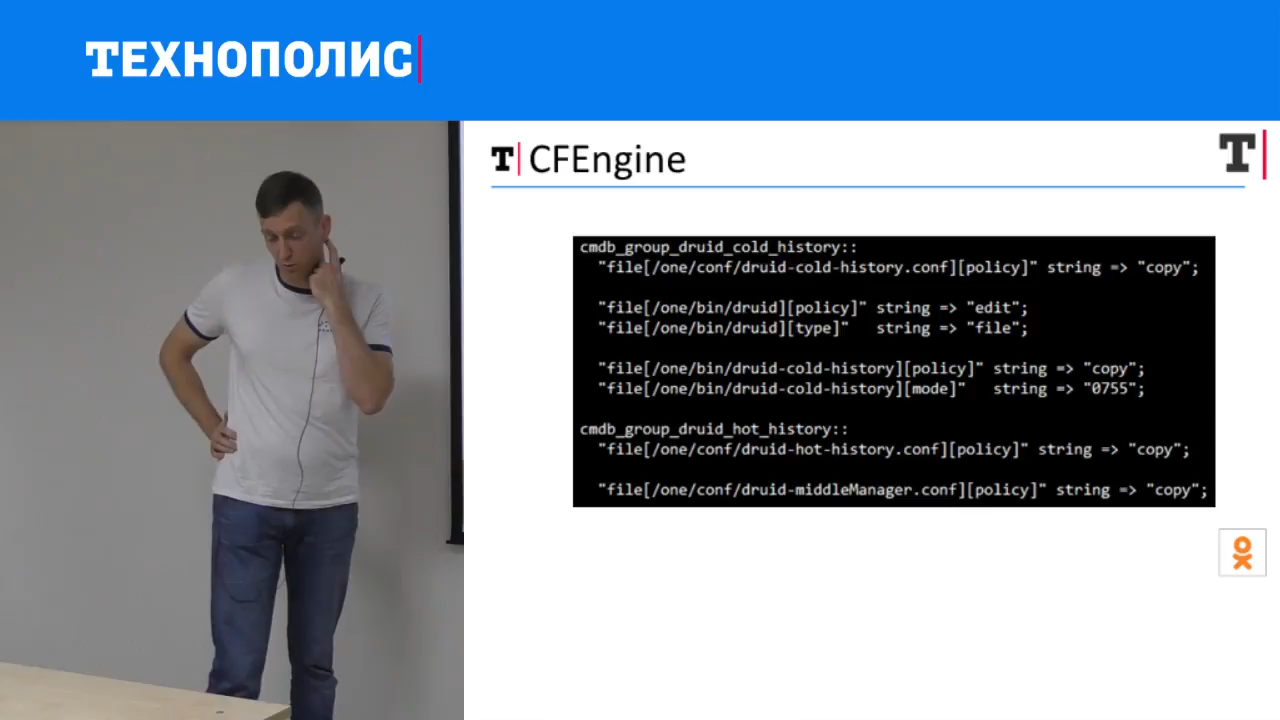 ТЕХНОПОЛИС
T CFEngine
T
cmdb_group_druid_cold_history::
"file[/one/conf/druid-cold-history.conf][policy]" string => "copy";
"file[/one/bin/druid][policy]" string => "edit";
"file[/one/bin/druid][type]" string => "file";
"file[/one/bin/druid-cold-history][policy]" string => "copy";
"file[/one/bin/druid-cold-history][mode]" string => "0755";
cmdb_group_druid_hot_history::
"file[/one/conf/druid-hot-history.conf][policy]" string => "copy";
"file[/one/conf/druid-middleManager.conf][policy]" string => "copy";